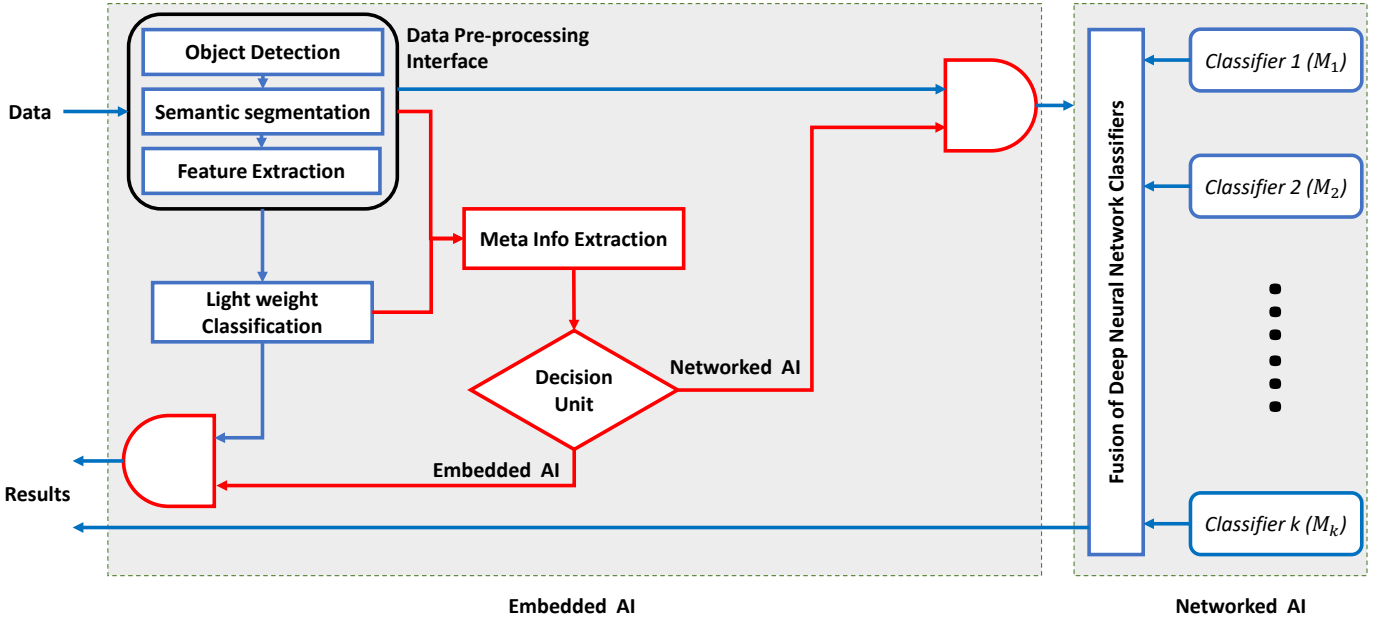 Object Detection
Data Pre-processing
Interface
Classifier 1 (M₁)
Data
Semantic segmentation
Feature Extraction
Classifier 2 (M₂)
Meta Info Extraction
Fusion of Deep Neural Network Classifiers
Light weight
Classification
Networked AI
Decision
Unit
Embedded AI
Results
Classifier k (Mₖ)
Embedded AI
Networked AI